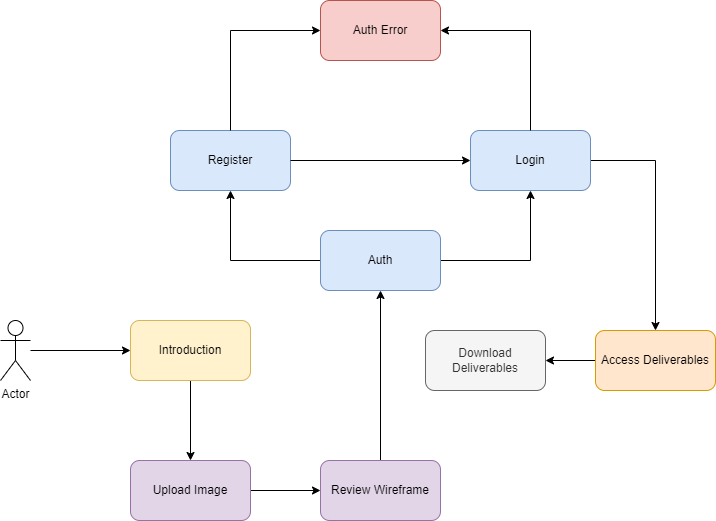 Auth Error
Register
Login
Auth
Introduction
Actor
Download
Deliverables
Access Deliverables
Upload Image
Review Wireframe